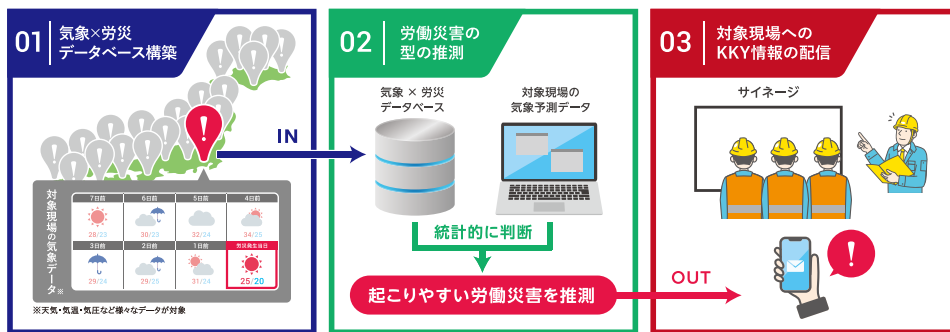 01
気象×労災
データベース構築
対象現場の気象データ※
7日前
6日前
5日前
4日前
28/23
30/22
32/24
34/25
3日前
2日前
1日前
労災発生当日
29/24
29/25
31/24
25/20
※天気・気温・気圧など様々なデータが対象
IN
02
労働災害の
型の推測
気象 × 労災
データベース
対象現場の
気象予測データ
統計的に判断
起こりやすい労働災害を推測
OUT
03
対象現場への
KKY情報の配信
サイネージ